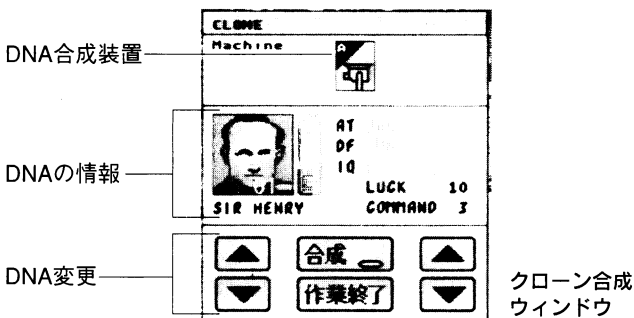 CLONE
Machine
A
DNA合成装置
DNAの情報
AT
DF
IQ
LUCK 10
SIR HENRY
COMMAND 3
DNA変更
合成
作業終了
クローン合成
ウィンドウ